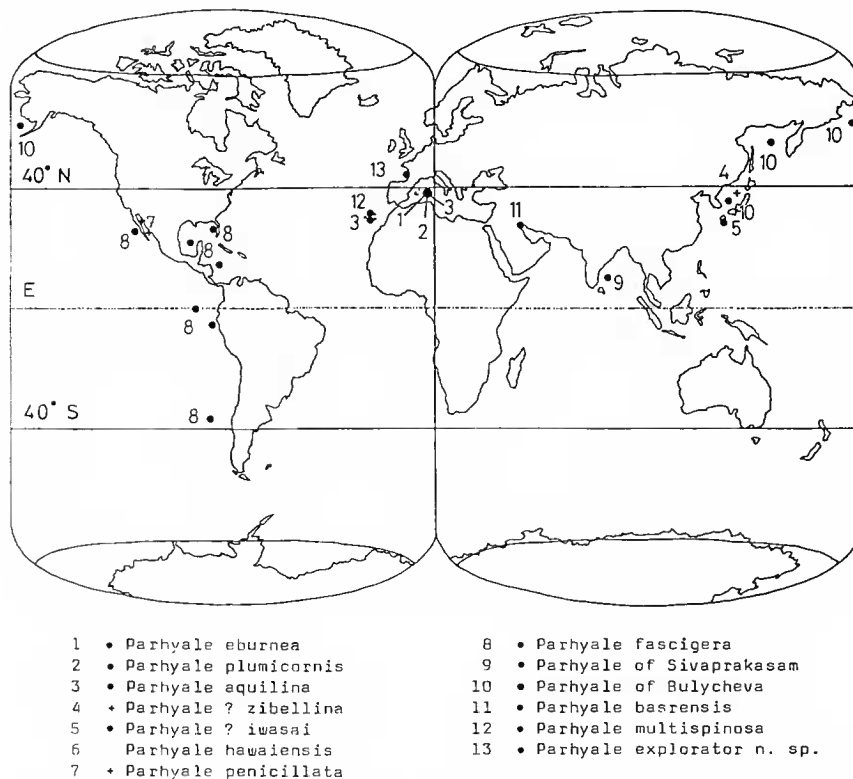 10
40° N
13
12
3
1
2
3
11
4
10
10
10
5
7
8
8
8
9
E
8
40° S
8
1 • Parhyale eburnea
2 • Parhyale plumicornis
3 • Parhyale aquilina
4 + Parhyale ? zibellina
5 • Parhyale ? iwasai
6 Parhyale hawaiensis
7 + Parhyale penicillata
8 • Parhyale fascigera
9 • Parhyale of Sivaprakasam
10 • Parhyale of Bulycheva
11 • Parhyale basrensis
12 • Parhyale multispinosa
13 • Parhyale explorator n. sp.